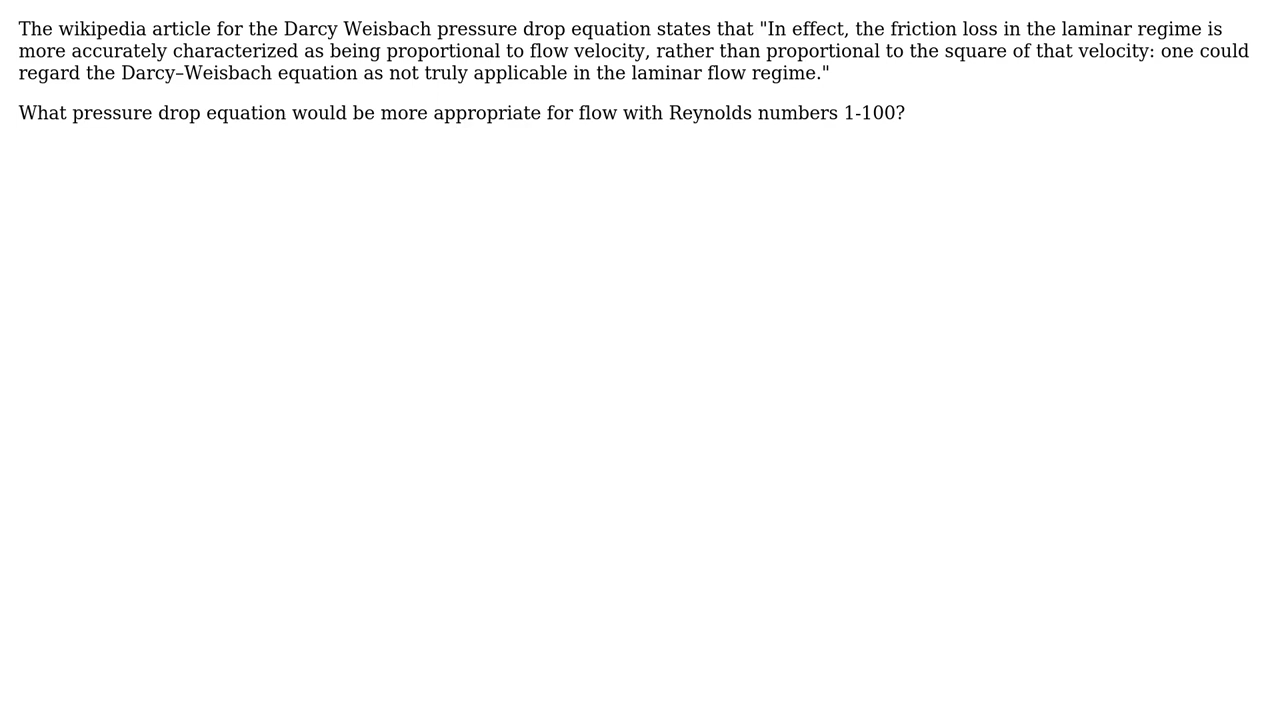 The wikipedia article for the Darcy Weisbach pressure drop equation states that "In effect, the friction loss in the laminar regime is
more accurately characterized as being proportional to flow velocity, rather than proportional to the square of that velocity: one could
regard the Darcy–Weisbach equation as not truly applicable in the laminar flow regime."
What pressure drop equation would be more appropriate for flow with Reynolds numbers 1-100?